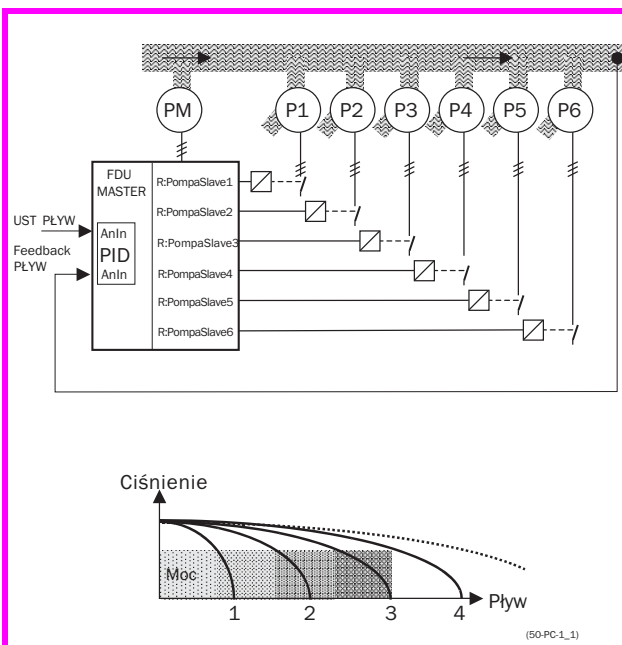 PM P1 P2 P3 P4 P5 P6
FDU
MASTER
R:PompaSlave1
R:PompaSlave2
R:PompaSlave3
R:PompaSlave4
R:PompaSlave5
R:PompaSlave6
UST PŁYW
AnIn
PID
AnIn
Feedback
PŁYW
Ciśnienie
Moc
1 2 3 4
Pływ
(50-PC-1_1)